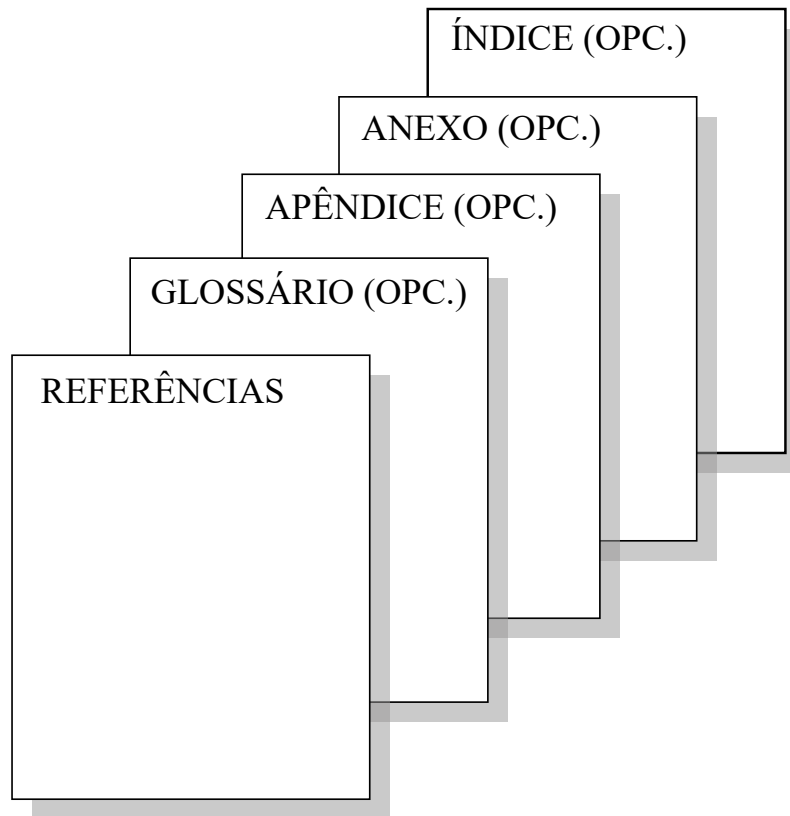 ÍNDICE (OPC.)
ANEXO (OPC.)
APÊNDICE (OPC.)
GLOSSÁRIO (OPC.)
REFERÊNCIAS